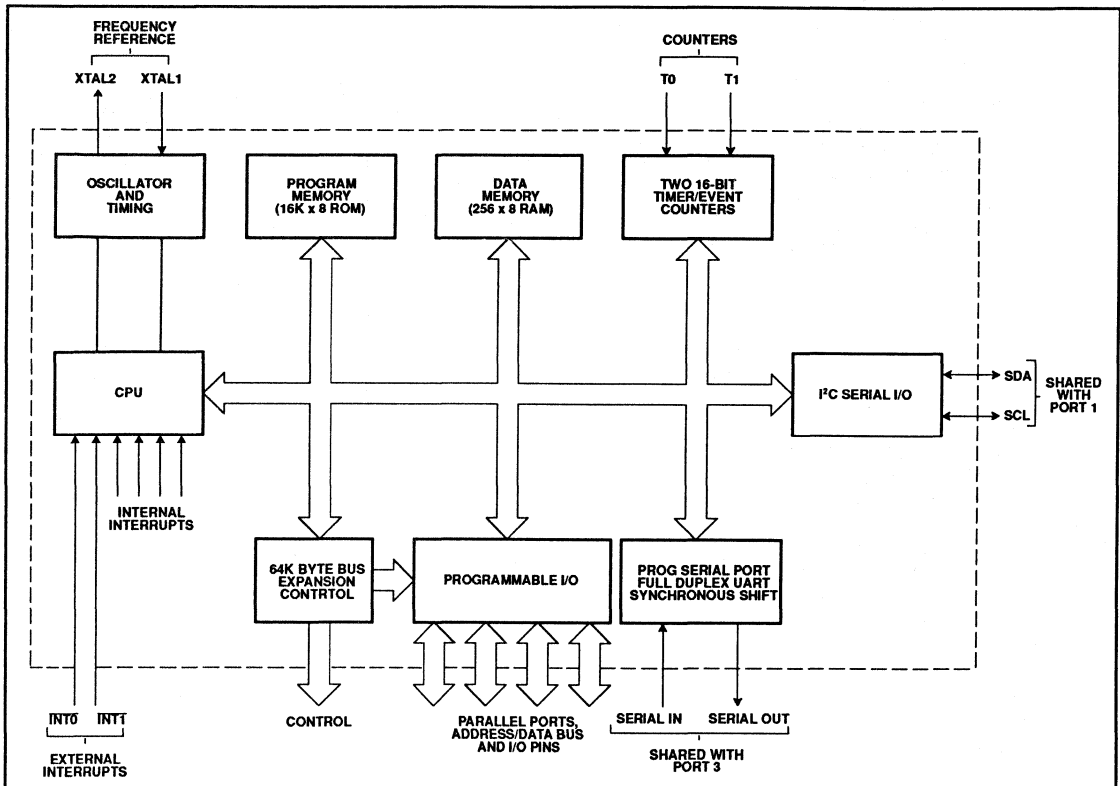 FREQUENCY
REFERENCE
XTAL2 XTAL1
COUNTERS
T0 T1
OSCILLATOR
AND
TIMING
PROGRAM
MEMORY
(16K x 8 ROM)
DATA
MEMORY
(256 x 8 RAM)
TWO 16-BIT
TIMER/EVENT
COUNTERS
CPU
I²C SERIAL I/O
SDA
SCL
SHARED
WITH
PORT 1
INTERNAL
INTERRUPTS
64K BYTE BUS
EXPANSION
CONTRTOL
PROGRAMMABLE I/O
PROG SERIAL PORT
FULL DUPLEX UART
SYNCHRONOUS SHIFT
INT0 INT1
EXTERNAL
INTERRUPTS
CONTROL
PARALLEL PORTS,
ADDRESS/DATA BUS
AND I/O PINS
SERIAL IN SERIAL OUT
SHARED WITH
PORT 3